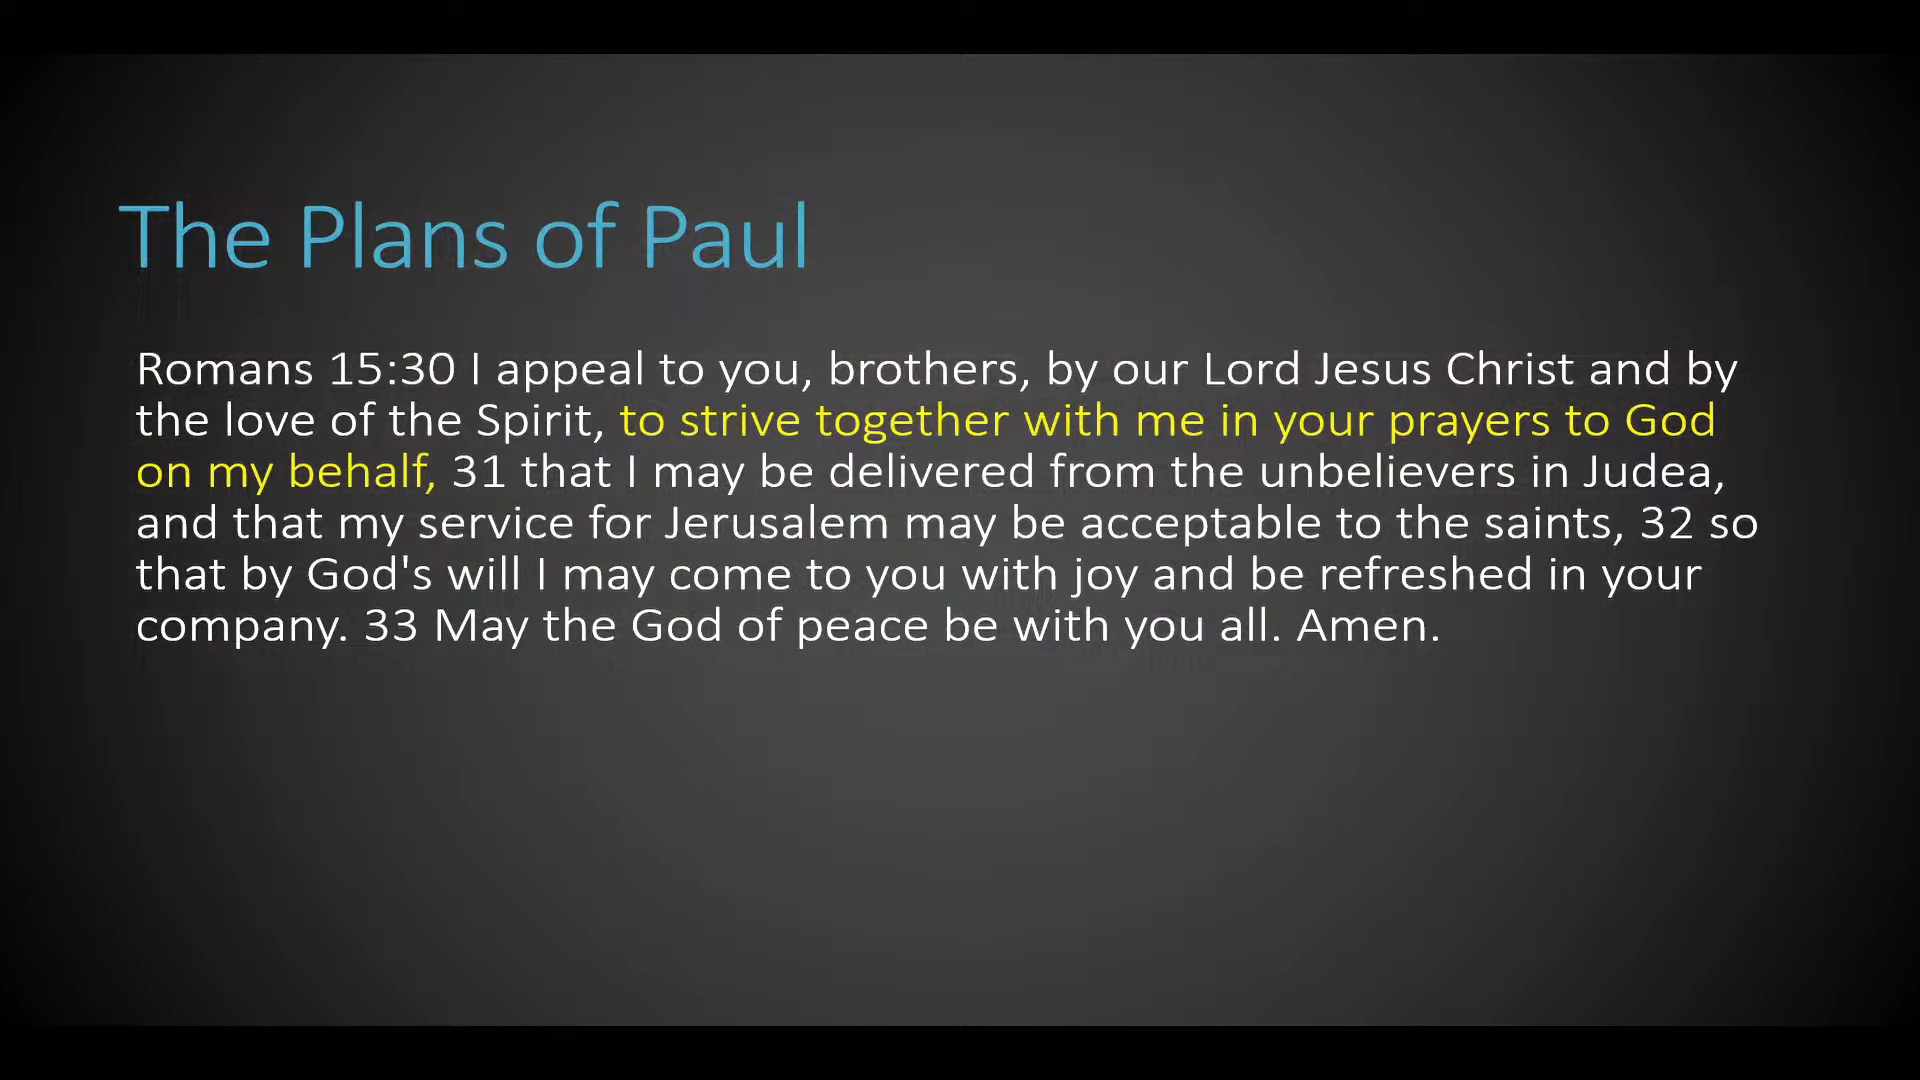 The Plans of Paul
Romans 15:30 I appeal to you, brothers, by our Lord Jesus Christ and by
the love of the Spirit, to strive together with me in your prayers to God
on my behalf, 31 that I may be delivered from the unbelievers in Judea,
and that my service for Jerusalem may be acceptable to the saints, 32 so
that by God's will I may come to you with joy and be refreshed in your
company. 33 May the God of peace be with you all. Amen.